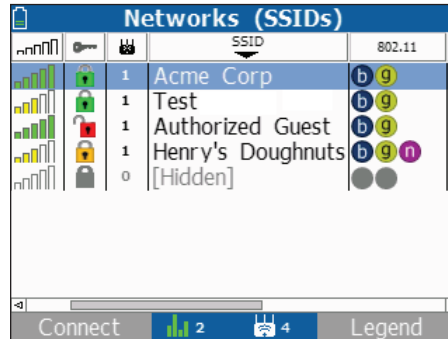 Networks (SSIDs)
SSID 802.11
1 Acme Corp b g
1 Test b g
1 Authorized Guest b g
1 Henry's Doughnuts b g n
0 [Hidden]
Connect 2 4 Legend